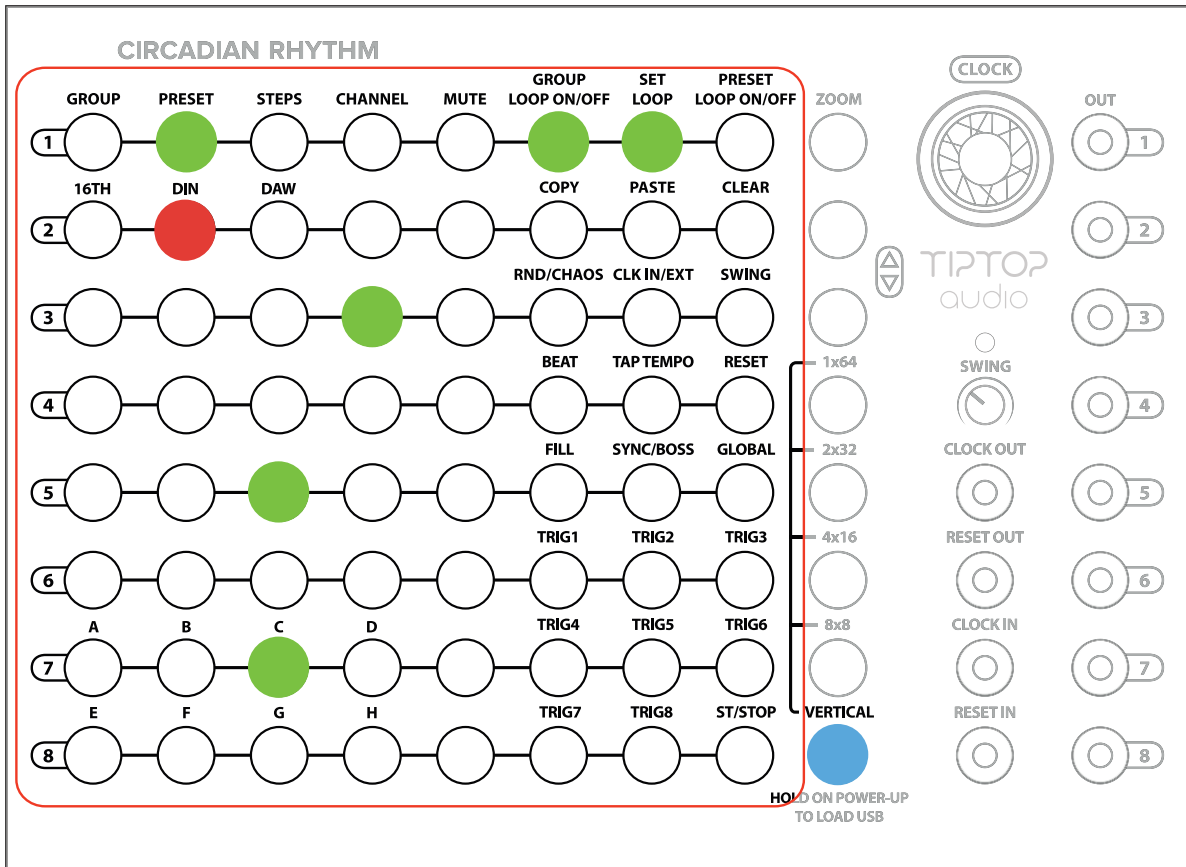 CIRCADIAN RHYTHM
CLOCK
GROUP PRESET STEPS CHANNEL MUTE GROUP LOOP ON/OFF SET LOOP PRESET LOOP ON/OFF ZOOM OUT
1 1
16TH DIN DAW COPY PASTE CLEAR
2 2
TIPTOP
audio
RND/CHAOS CLK IN/EXT SWING
3 3
BEAT TAP TEMPO RESET 1x64 SWING
4 4
FILL SYNC/BOSS GLOBAL 2x32 CLOCK OUT
5 5
TRIG1 TRIG2 TRIG3 4x16 RESET OUT
6 6
A B C D TRIG4 TRIG5 TRIG6 8x8 CLOCK IN
7 7
E F G H TRIG7 TRIG8 ST/STOP VERTICAL RESET IN
8 8
HOLD ON POWER-UP
TO LOAD USB